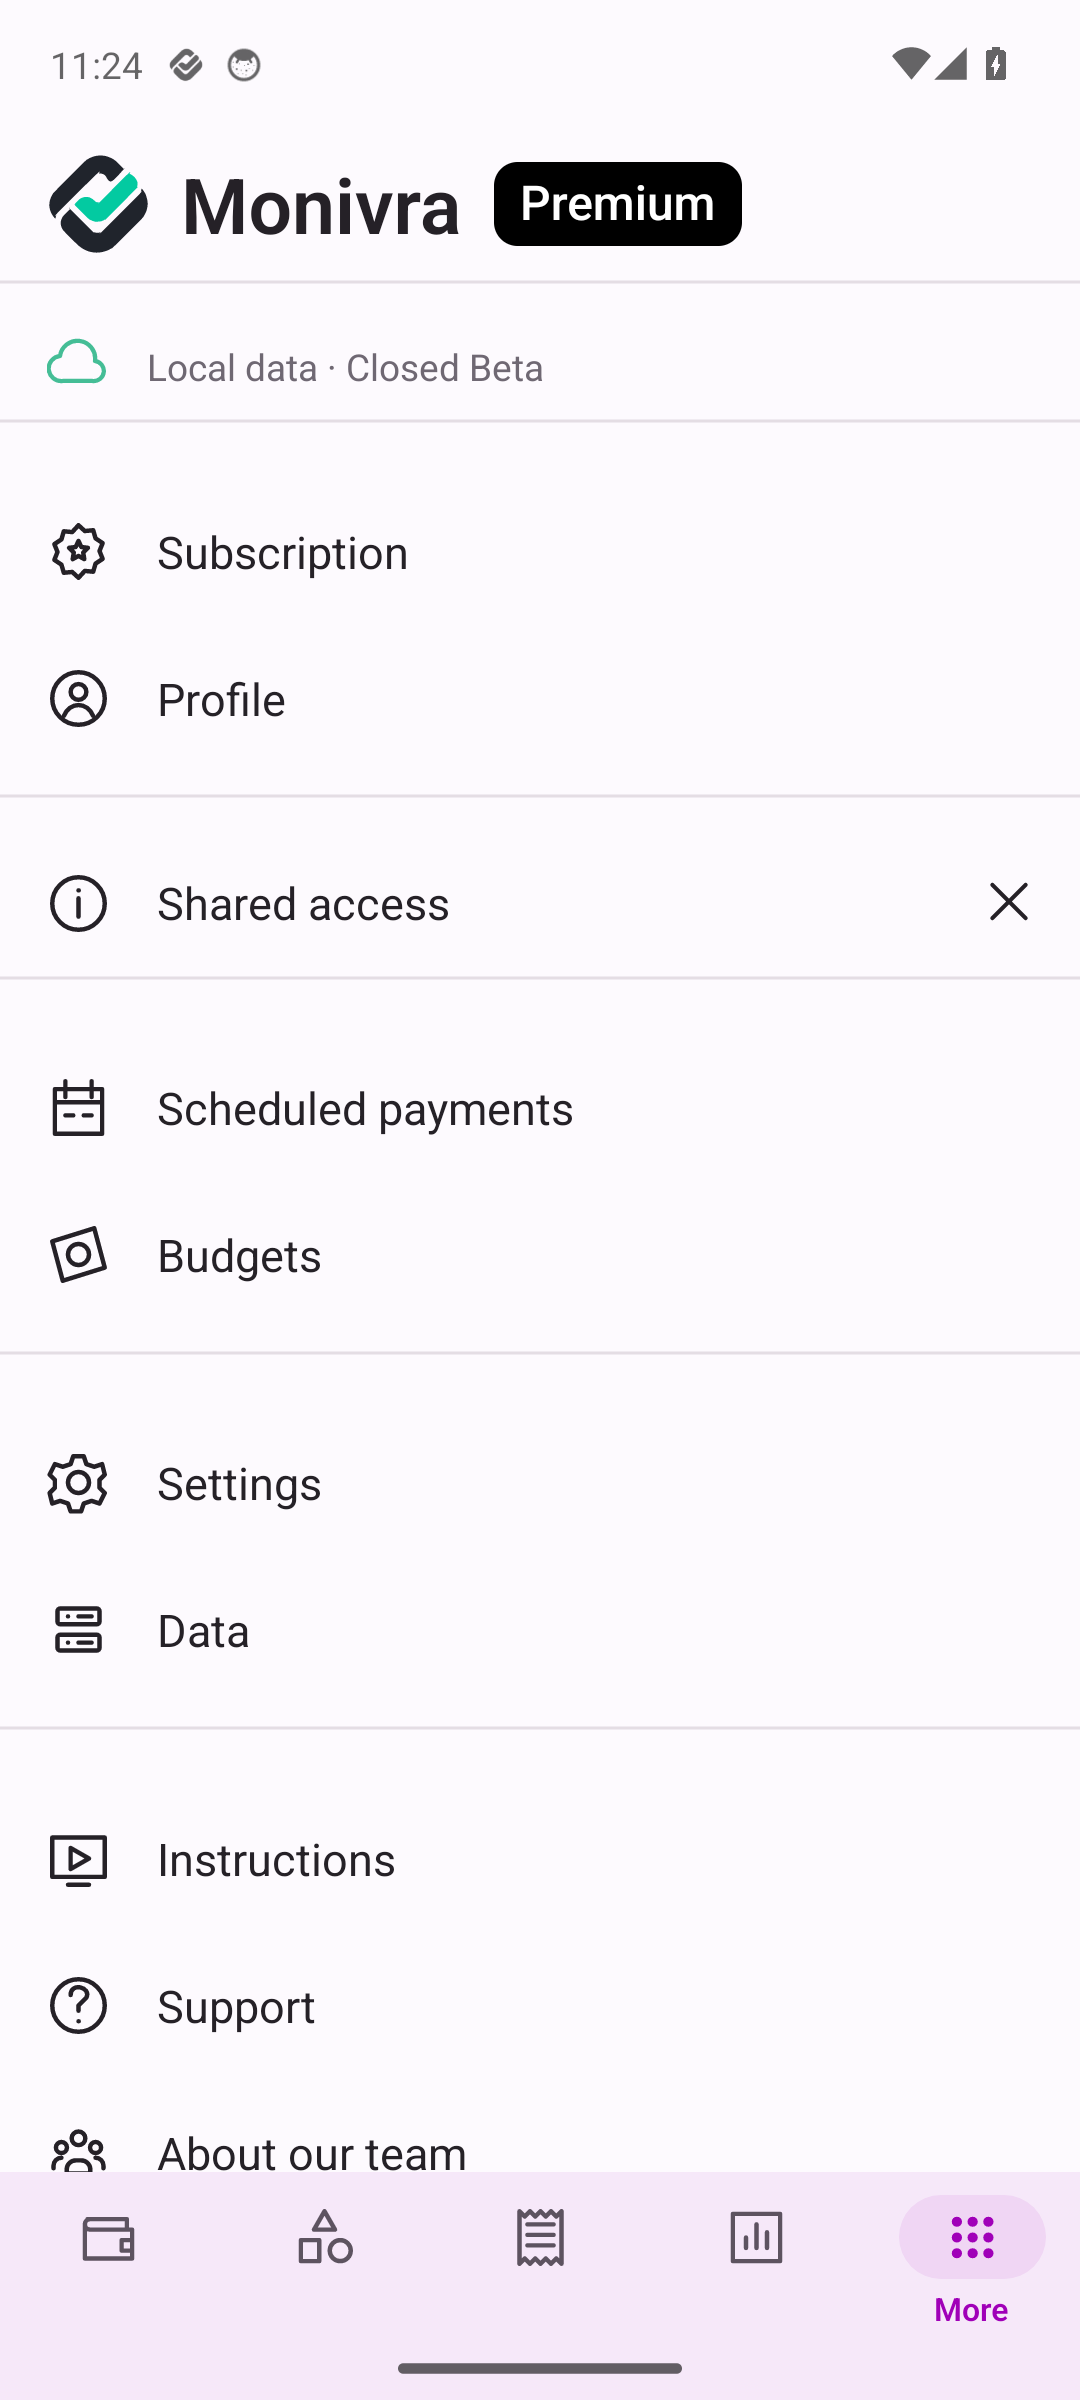 11:24
Monivra Premium
Local data · Closed Beta
Subscription
Profile
Shared access
Scheduled payments
Budgets
Settings
Data
Instructions
Support
About our team
More